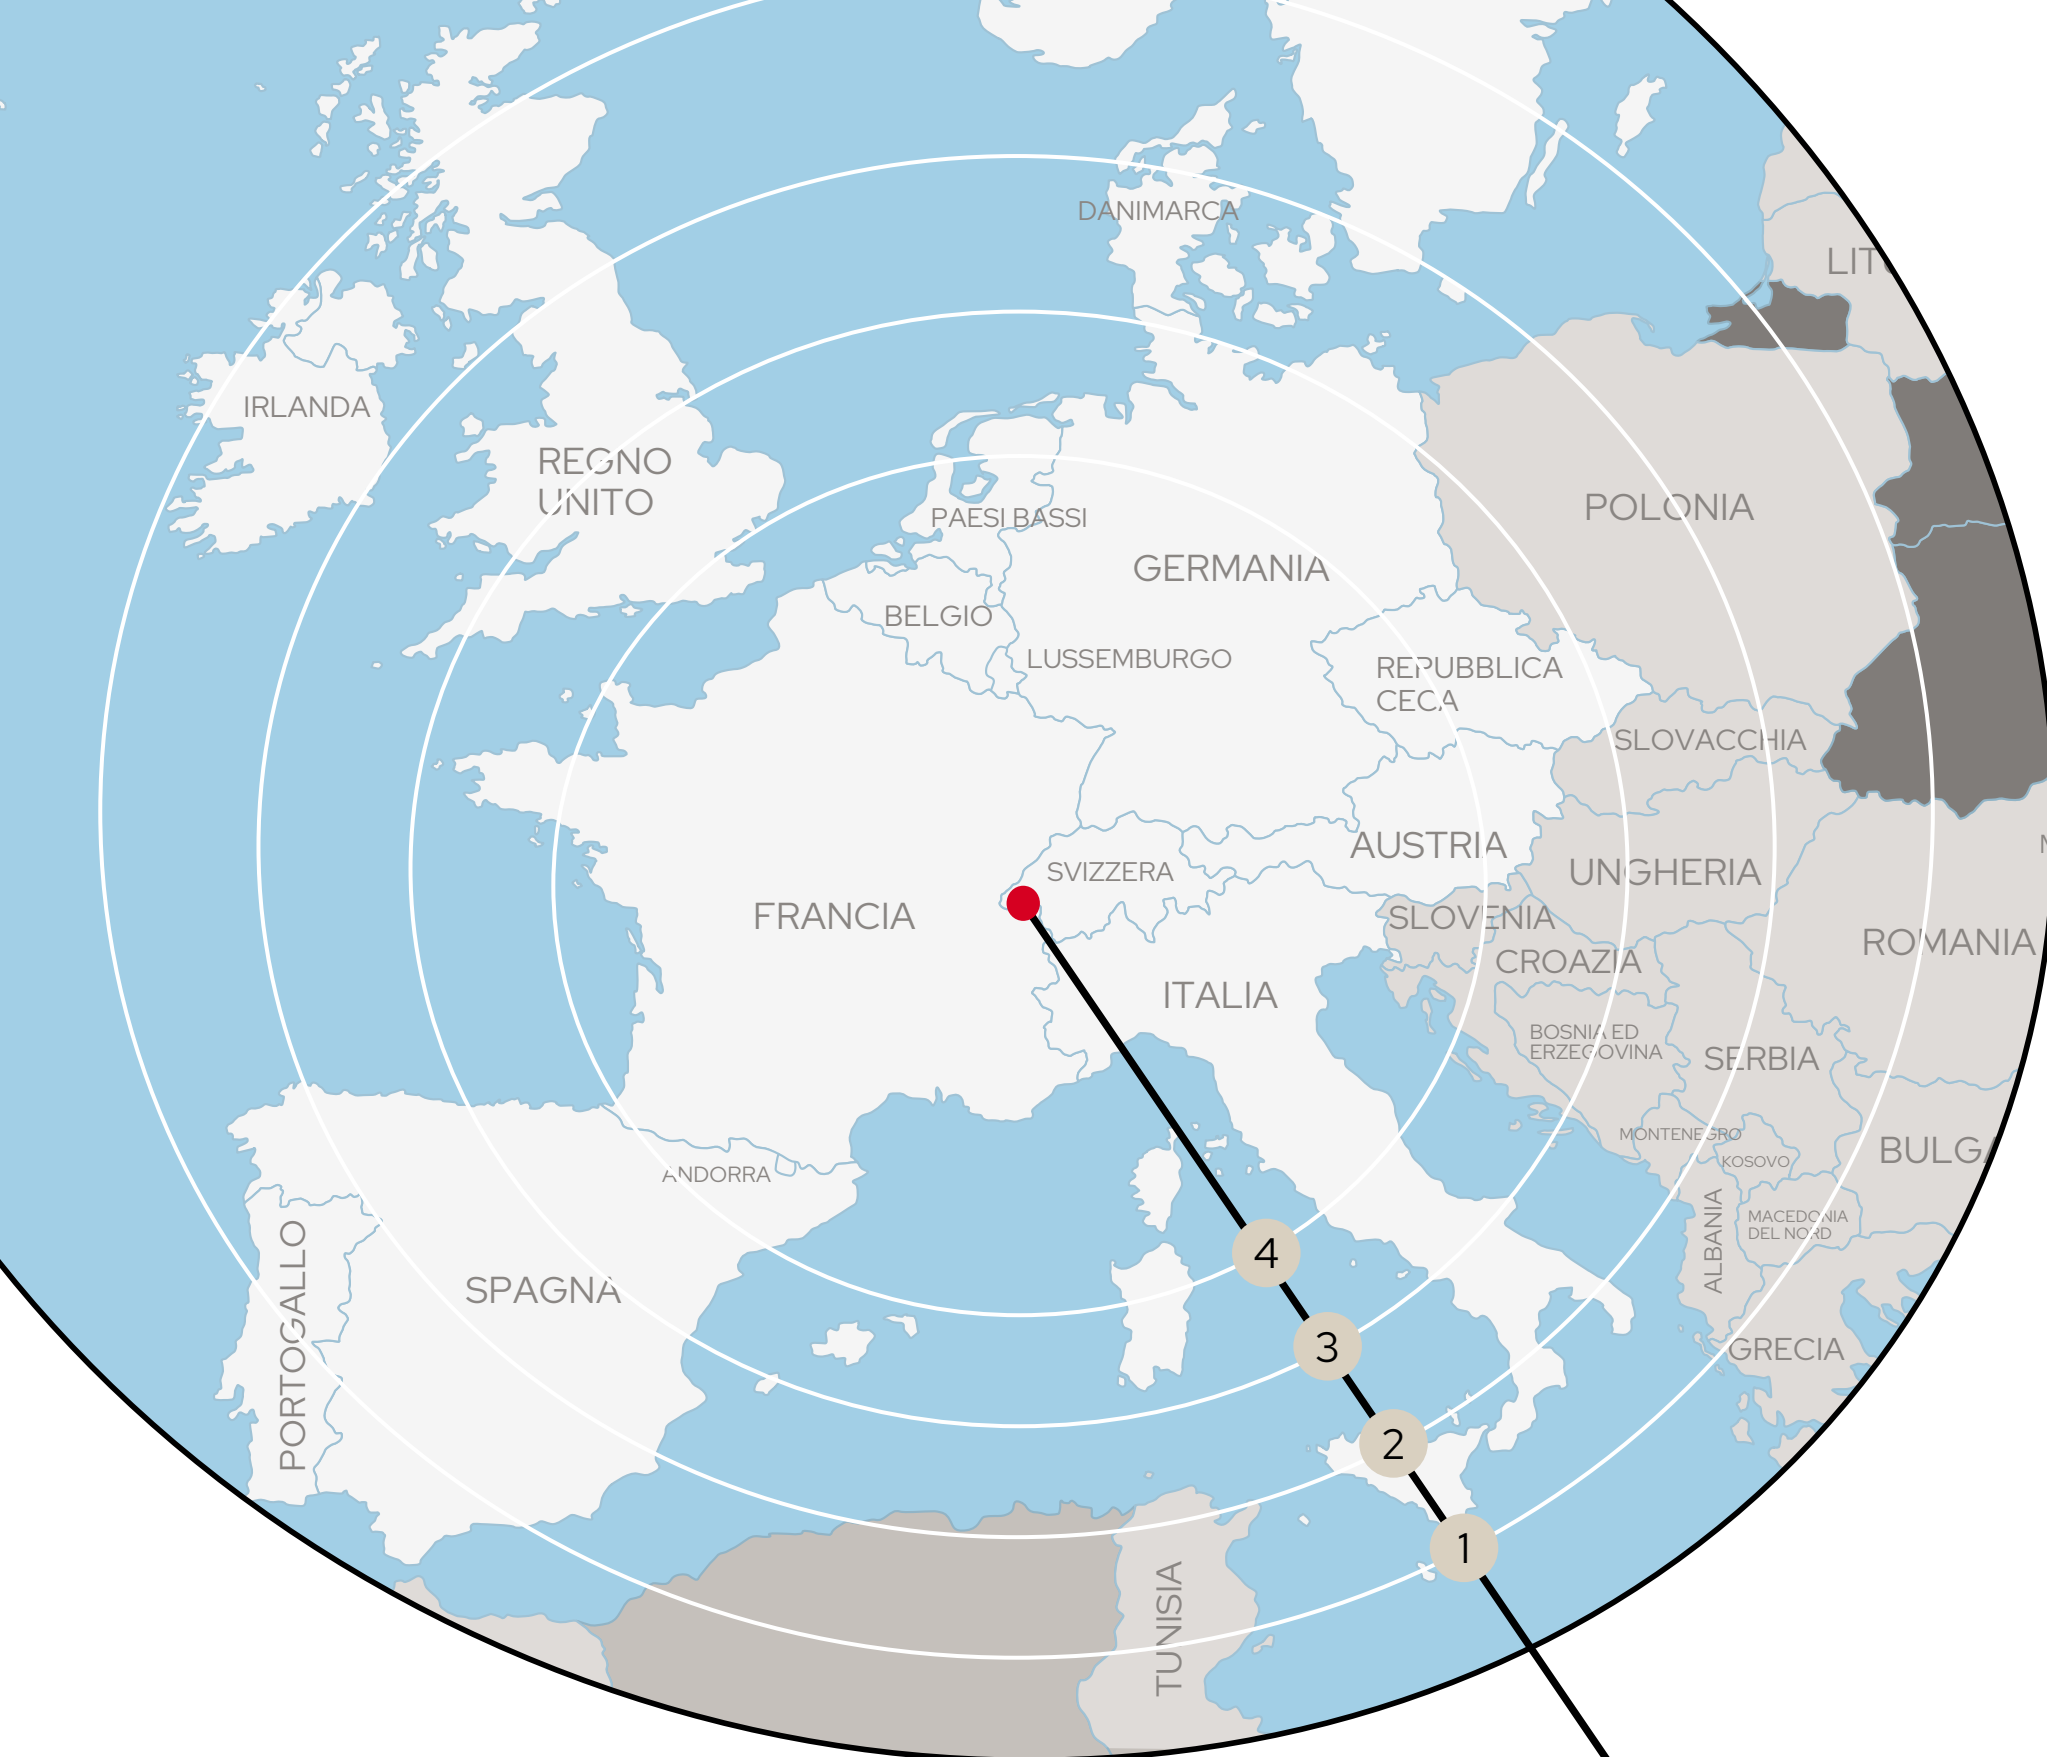 DANIMARCA
LIT
IRLANDA
REGNO
UNITO
PAESI BASSI
POLONIA
GERMANIA
BELGIO
LUSSEMBURGO
REPUBBLICA
CECA
SLOVACCHIA
AUSTRIA
SVIZZERA
UNGHERIA
FRANCIA
SLOVENIA
ROMANIA
CROAZIA
ITALIA
BOSNIA ED
ERZEGOVINA
SERBIA
MONTENEGRO
BULGA
KOSOVO
ANDORRA
MACEDONIA
DEL NORD
ALBANIA
4
SPAGNA
PORTOGALLO
3
GRECIA
2
1
TUNISIA